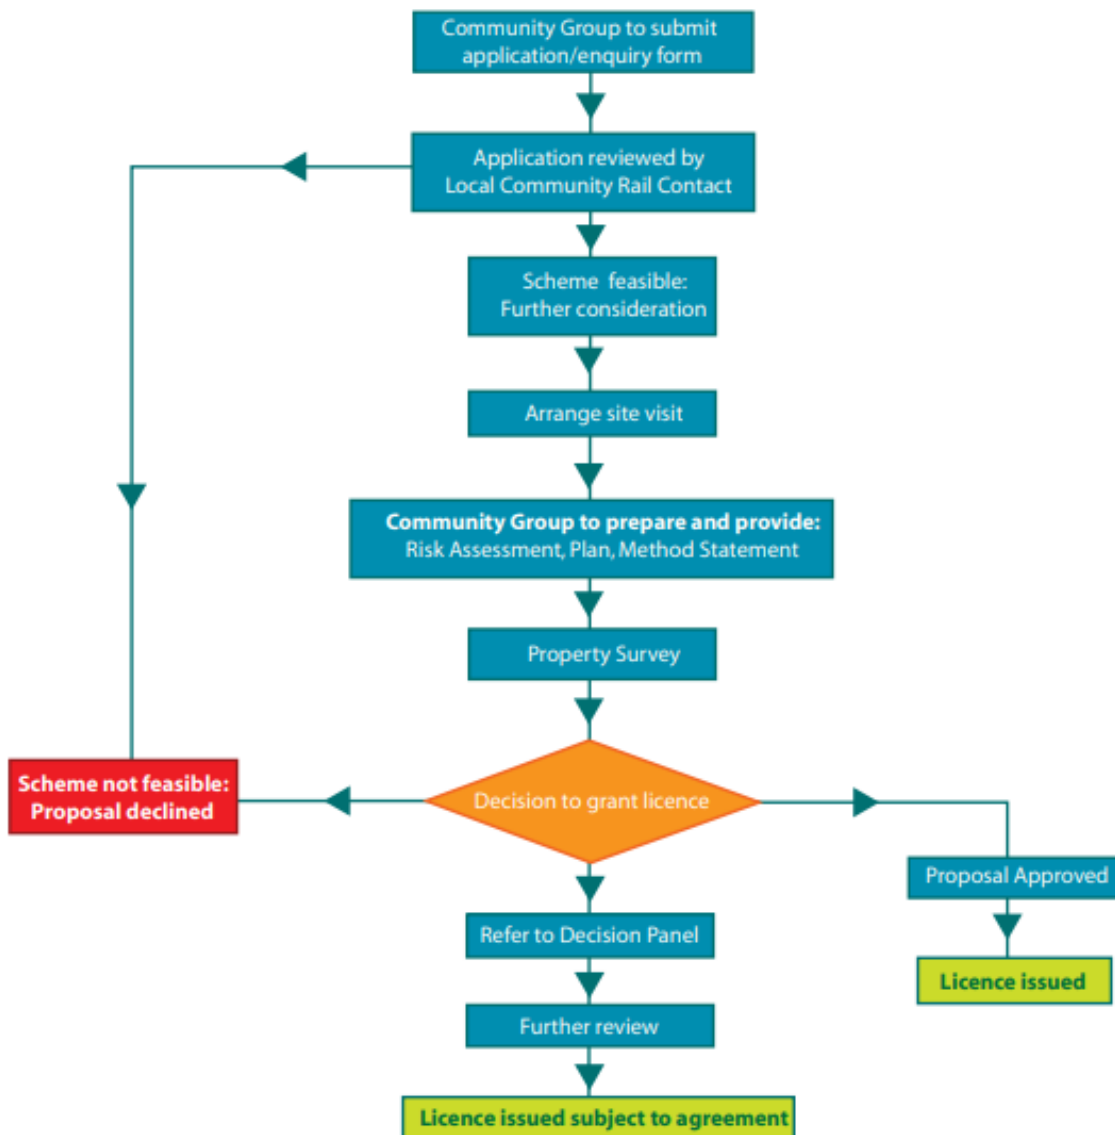 Community Group to submit
application/enquiry form
Application reviewed by
Local Community Rail Contact
Scheme feasible:
Further consideration
Arrange site visit
Community Group to prepare and provide:
Risk Assessment, Plan, Method Statement
Property Survey
Scheme not feasible:
Proposal declined
Decision to grant licence
Proposal Approved
Licence issued
Refer to Decision Panel
Further review
Licence issued subject to agreement